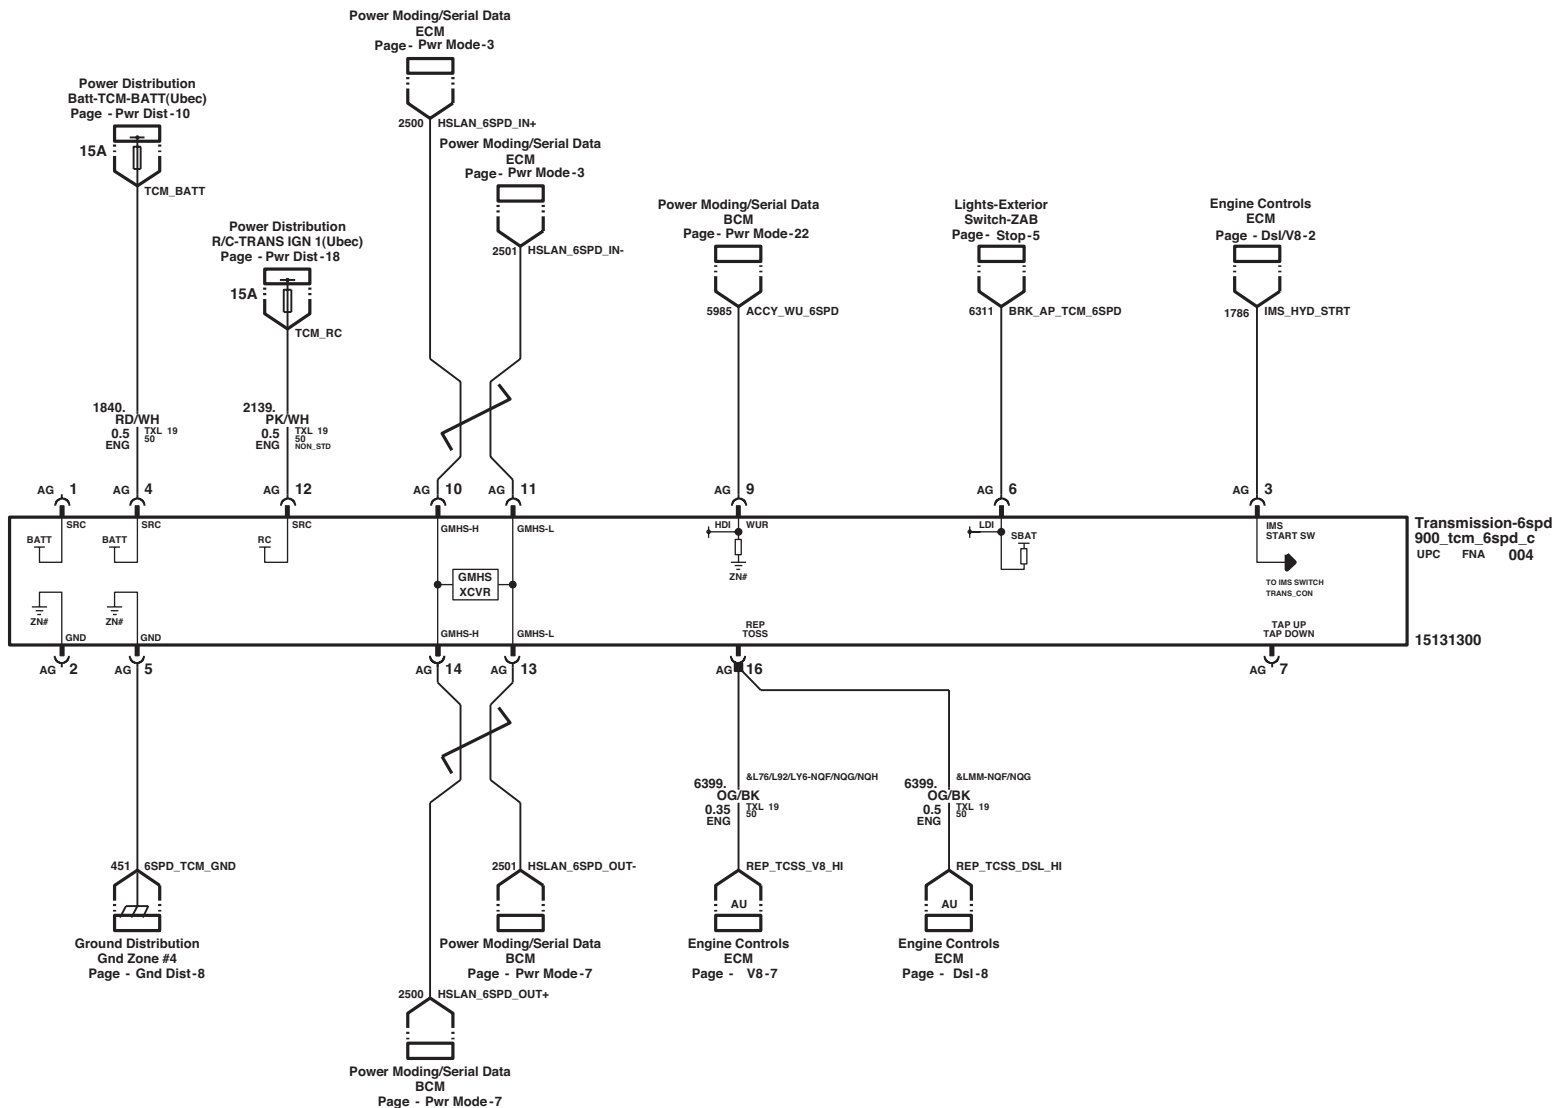 Power Moding/Serial Data
ECM
Page - Pwr Mode-3
2500 HSLAN_6SPD_IN+
Power Distribution
Batt-TCM-BATT(Ubec)
Page - Pwr Dist-10
15A
TCM_BATT
Power Moding/Serial Data
ECM
Page- Pwr Mode-3
2501 HSLAN_6SPD_IN-
Power Distribution
R/C-TRANS IGN 1(Ubec)
Page - Pwr Dist-18
15A
TCM_RC
Power Moding/Serial Data
BCM
Page- Pwr Mode-22
5985 ACCY_WU_6SPD
Lights-Exterior
Switch-ZAB
Page- Stop-5
6311 BRK_AP_TCM_6SPD
Engine Controls
ECM
Page - Dsl/V8-2
1786 IMS_HYD_STRT
1840.
RD/WH
0.5 TXL 19
ENG 50
2139.
PK/WH
0.5 TXL 19
ENG 50
NON_STD
AG 1
AG 4
AG 12
AG 10
AG 11
AG 9
AG 6
AG 3
SRC
SRC
SRC
GMHS-H
GMHS-L
HDI WUR
LDI
IMS
START SW
BATT
BATT
RC
SBAT
GMHS
XCVR
ZN#
TO IMS SWITCH
TRANS_CON
ZN#
ZN#
GND
GND
GMHS-H
GMHS-L
REP
TOSS
TAP UP
TAP DOWN
Transmission-6spd
900_tcm_6spd_c
UPC FNA 004
15131300
AG 2
AG 5
AG 14
AG 13
AG 16
AG 7
&L76/L92/LY6-NQF/NQG/NQH
6399.
OG/BK
0.35 TXL 19
ENG 50
&LMM-NQF/NQG
6399.
OG/BK
0.5 TXL 19
ENG 50
451 6SPD_TCM_GND
Ground Distribution
Gnd Zone #4
Page - Gnd Dist-8
2501 HSLAN_6SPD_OUT-
Power Moding/Serial Data
BCM
Page - Pwr Mode-7
REP_TCSS_V8_HI
AU
Engine Controls
ECM
Page - V8-7
REP_TCSS_DSL_HI
AU
Engine Controls
ECM
Page - Dsl-8
2500 HSLAN_6SPD_OUT+
Power Moding/Serial Data
BCM
Page - Pwr Mode-7